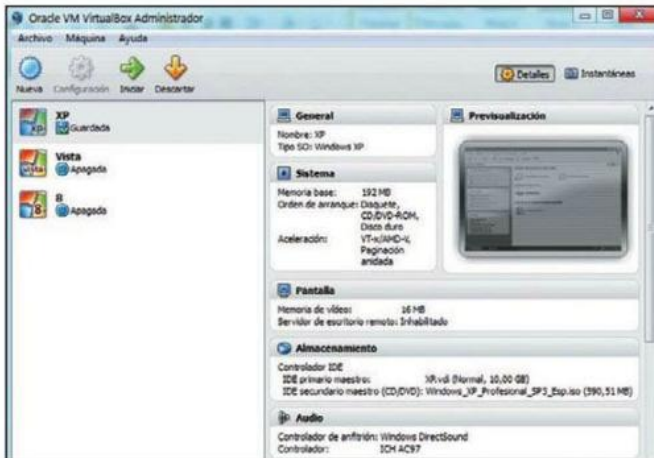 Oracle VM VirtualBox Administrador
Archivo Máquina Ayuda
Nueva Configuración Iniciar Descartar
Detalles Instantáneas
XP
Guardada
Vista
Apagada
8
Apagada
General
Nombre: XP
Tipo SO: Windows XP
Sistema
Memoria base: 192 MB
Orden de arranque: Disquete,
CD/DVD-ROM,
Disco duro
Aceleración: VT-x/AMD-V,
Paginación
anidada
Previsualización
Pantalla
Memoria de vídeo: 16 MB
Servidor de escritorio remoto: Inhabilitado
Almacenamiento
Controlador IDE
IDE primario maestro: XP.vdi (Normal, 10,00 GB)
IDE secundario maestro (CD/DVD): Windows_XP_Profesional_SP3_Esp.iso (590,51 MB)
Audio
Controlador de anfitrión: Windows DirectSound
Controlador: ICH AC97